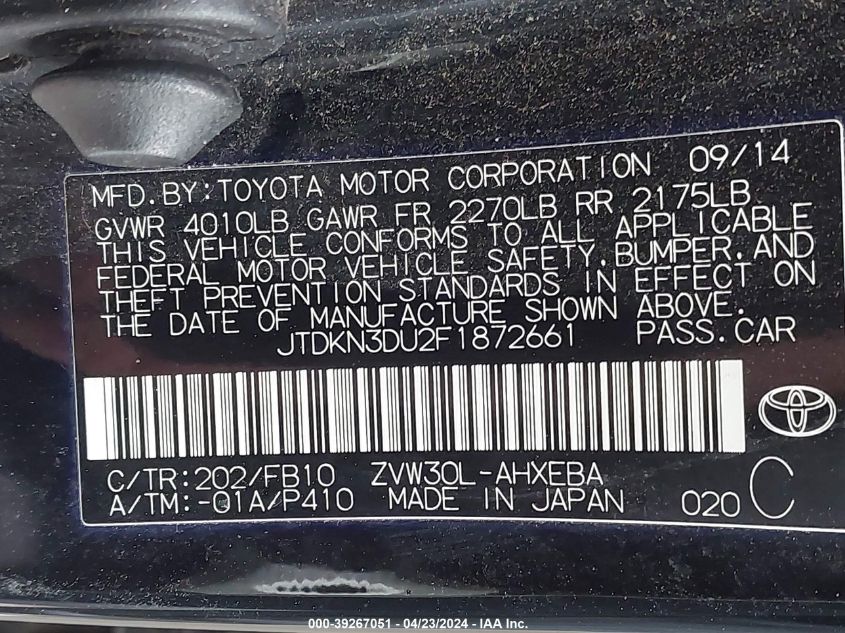 MFD.BY:TOYOTA MOTOR CORPORATION 09/14
GVWR 4010LB GAWR FR 2270LB RR 2175LB
THIS VEHICLE CONFORMS TO ALL APPLICABLE
FEDERAL MOTOR VEHICLE SAFETY,BUMPER,AND
THEFT PREVENTION STANDARDS IN EFFECT ON
THE DATE OF MANUFACTURE SHOWN ABOVE.
JTDKN3DU2F1872661 PASS.CAR
C/TR:202/FB10 ZVW30L-AHXEBA
A/TM:-01A/P410 MADE IN JAPAN 020 C
000-39267051 - 04/23/2024 - IAA Inc.